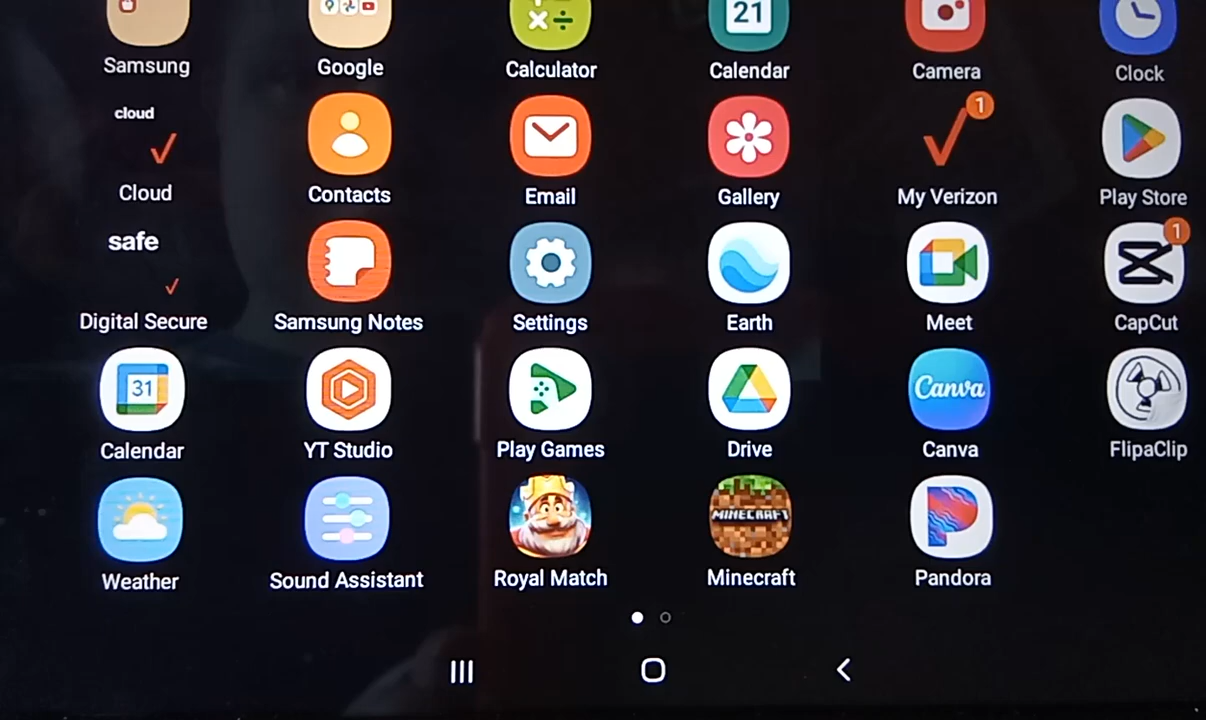 21
Samsung
Google
Calculator
Calendar
Camera
Clock
cloud
1
Cloud
Contacts
Email
Gallery
My Verizon
Play Store
safe
1
Digital Secure
Samsung Notes
Settings
Earth
Meet
CapCut
31
Canva
Calendar
YT Studio
Play Games
Drive
Canva
FlipaClip
MINECRAFT
Weather
Sound Assistant
Royal Match
Minecraft
Pandora